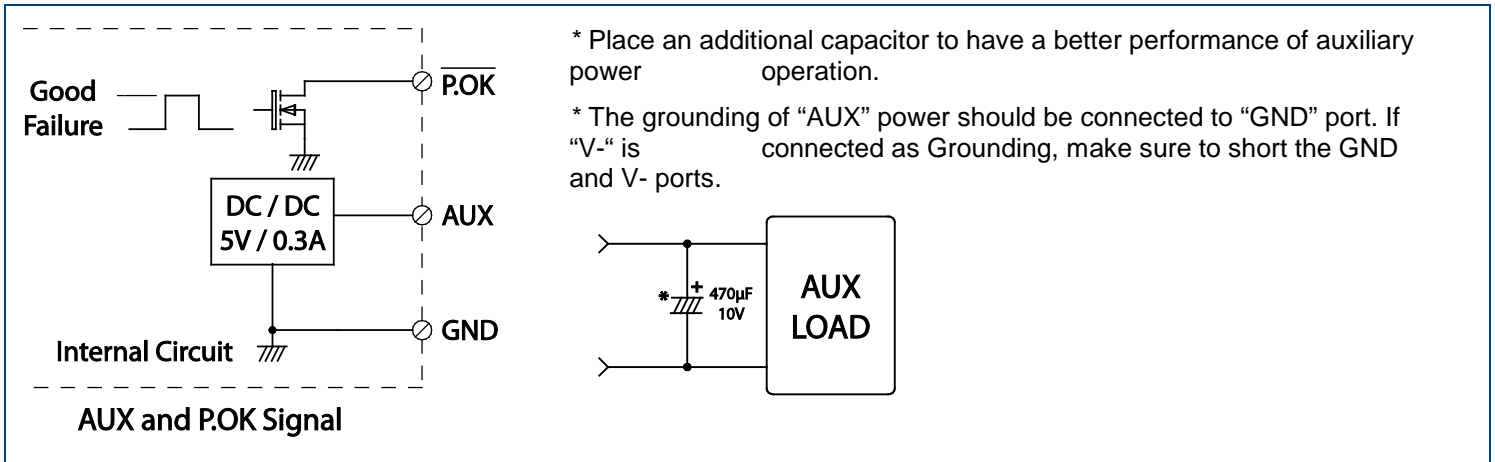 Good
Failure
P.OK
DC / DC
5V / 0.3A
AUX
GND
Internal Circuit
AUX and P.OK Signal
* Place an additional capacitor to have a better performance of auxiliary
power operation.
* The grounding of “AUX” power should be connected to “GND” port. If
“V-“ is connected as Grounding, make sure to short the GND
and V- ports.
* + 470µF
10V
AUX
LOAD